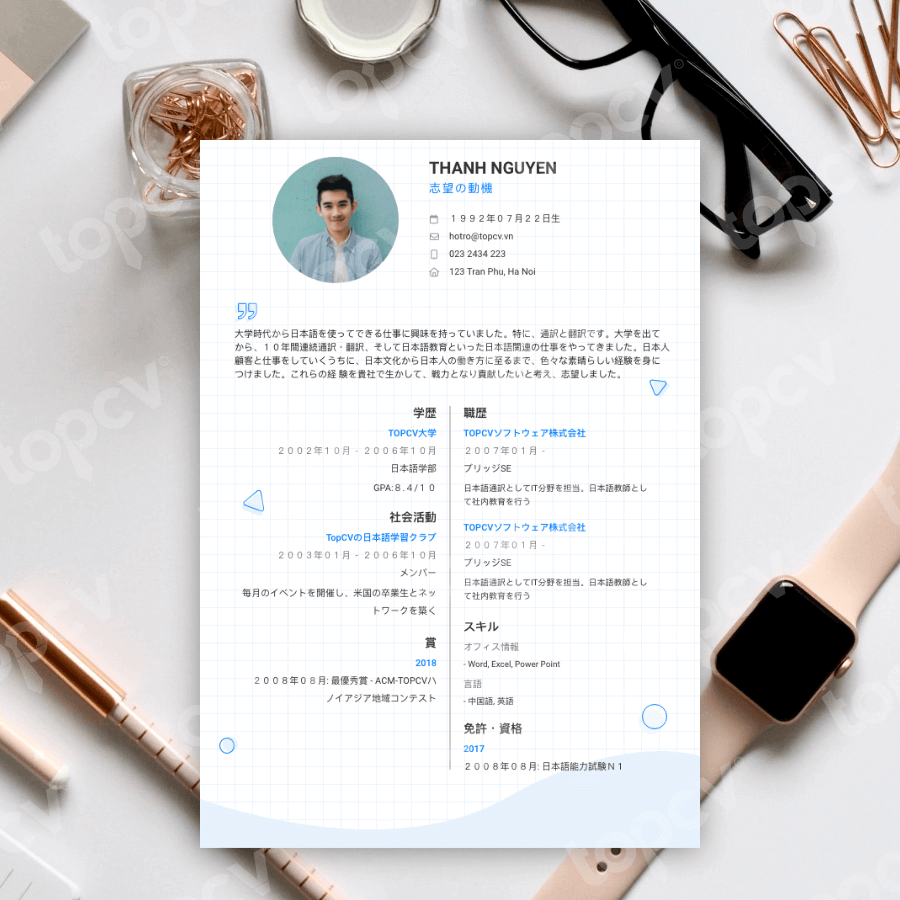 THANH NGUYEN
志望の動機
１９９２年０７月２２日生
hotro@topcv.vn
023 2434 223
123 Tran Phu, Ha Noi
大学時代から日本語を使ってできる仕事に興味を持っていました。特に、通訳と翻訳です。大学を出て
から、１０年間連続通訳・翻訳、そして日本語教育といった日本語関連の仕事をやってきました。日本人
顧客と仕事をしていくうちに、日本文化から日本人の働き方に至るまで、色々な素晴らしい経験を身に
つけました。これらの経 験を貴社で生かして、戦力となり貢献したいと考え、志望しました。
学歴
TOPCV大学
２００２年１０月 - ２００６年１０月
日本語学部
GPA:８.４/１０
社会活動
TopCVの日本語学習クラブ
２００３年０１月 - ２００６年１０月
メンバー
毎月のイベントを開催し、米国の卒業生とネッ
トワークを築く
賞
2018
２００８年０８月: 最優秀賞 - ACM-TOPCVハ
ノイアジア地域コンテスト
職歴
TOPCVソフトウェア株式会社
２００７年０１月 -
ブリッジSE
日本語通訳としてIT分野を担当。日本語教師とし
て社内教育を行う
TOPCVソフトウェア株式会社
２００７年０１月 -
ブリッジSE
日本語通訳としてIT分野を担当。日本語教師とし
て社内教育を行う
スキル
オフィス情報
- Word, Excel, Power Point
言語
- 中国語, 英語
免許・資格
2017
２００８年０８月: 日本語能力試験Ｎ１
topcv